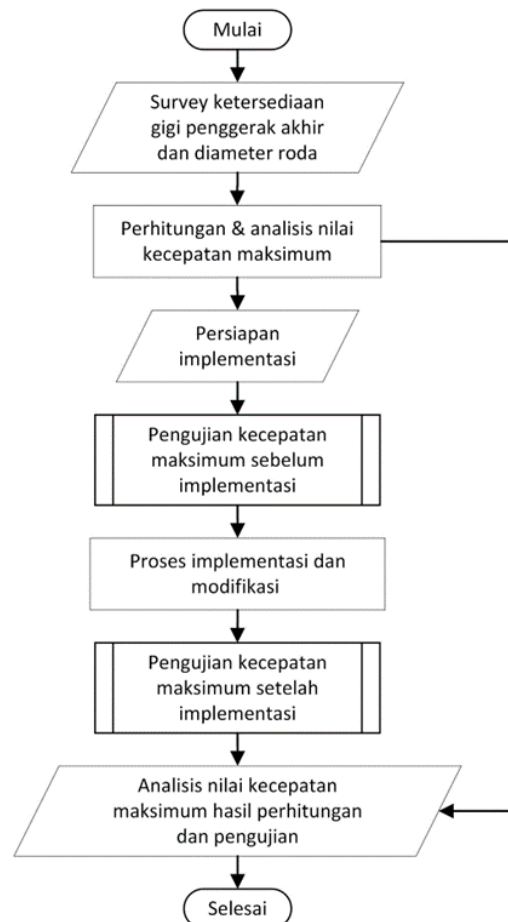 Mulai
Survey ketersediaan
gigi penggerak akhir
dan diameter roda
Perhitungan & analisis nilai
kecepatan maksimum
Persiapan
implementasi
Pengujian kecepatan
maksimum sebelum
implementasi
Proses implementasi dan
modifikasi
Pengujian kecepatan
maksimum setelah
implementasi
Analisis nilai kecepatan
maksimum hasil perhitungan
dan pengujian
Selesai